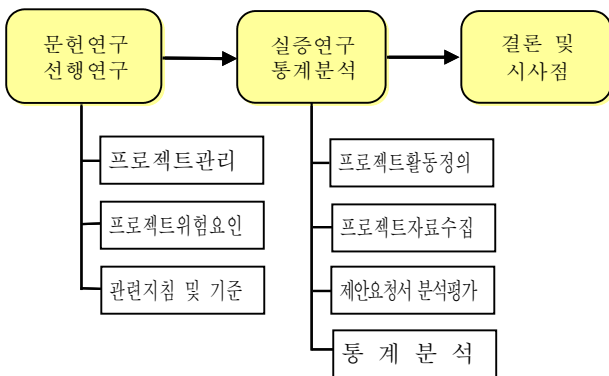 문헌연구
선행연구
실증연구
통계분석
결론 및
시사점
프로젝트관리
프로젝트위험요인
관련지침 및 기준
프로젝트활동정의
프로젝트자료수집
제안요청서 분석평가
통 계 분 석